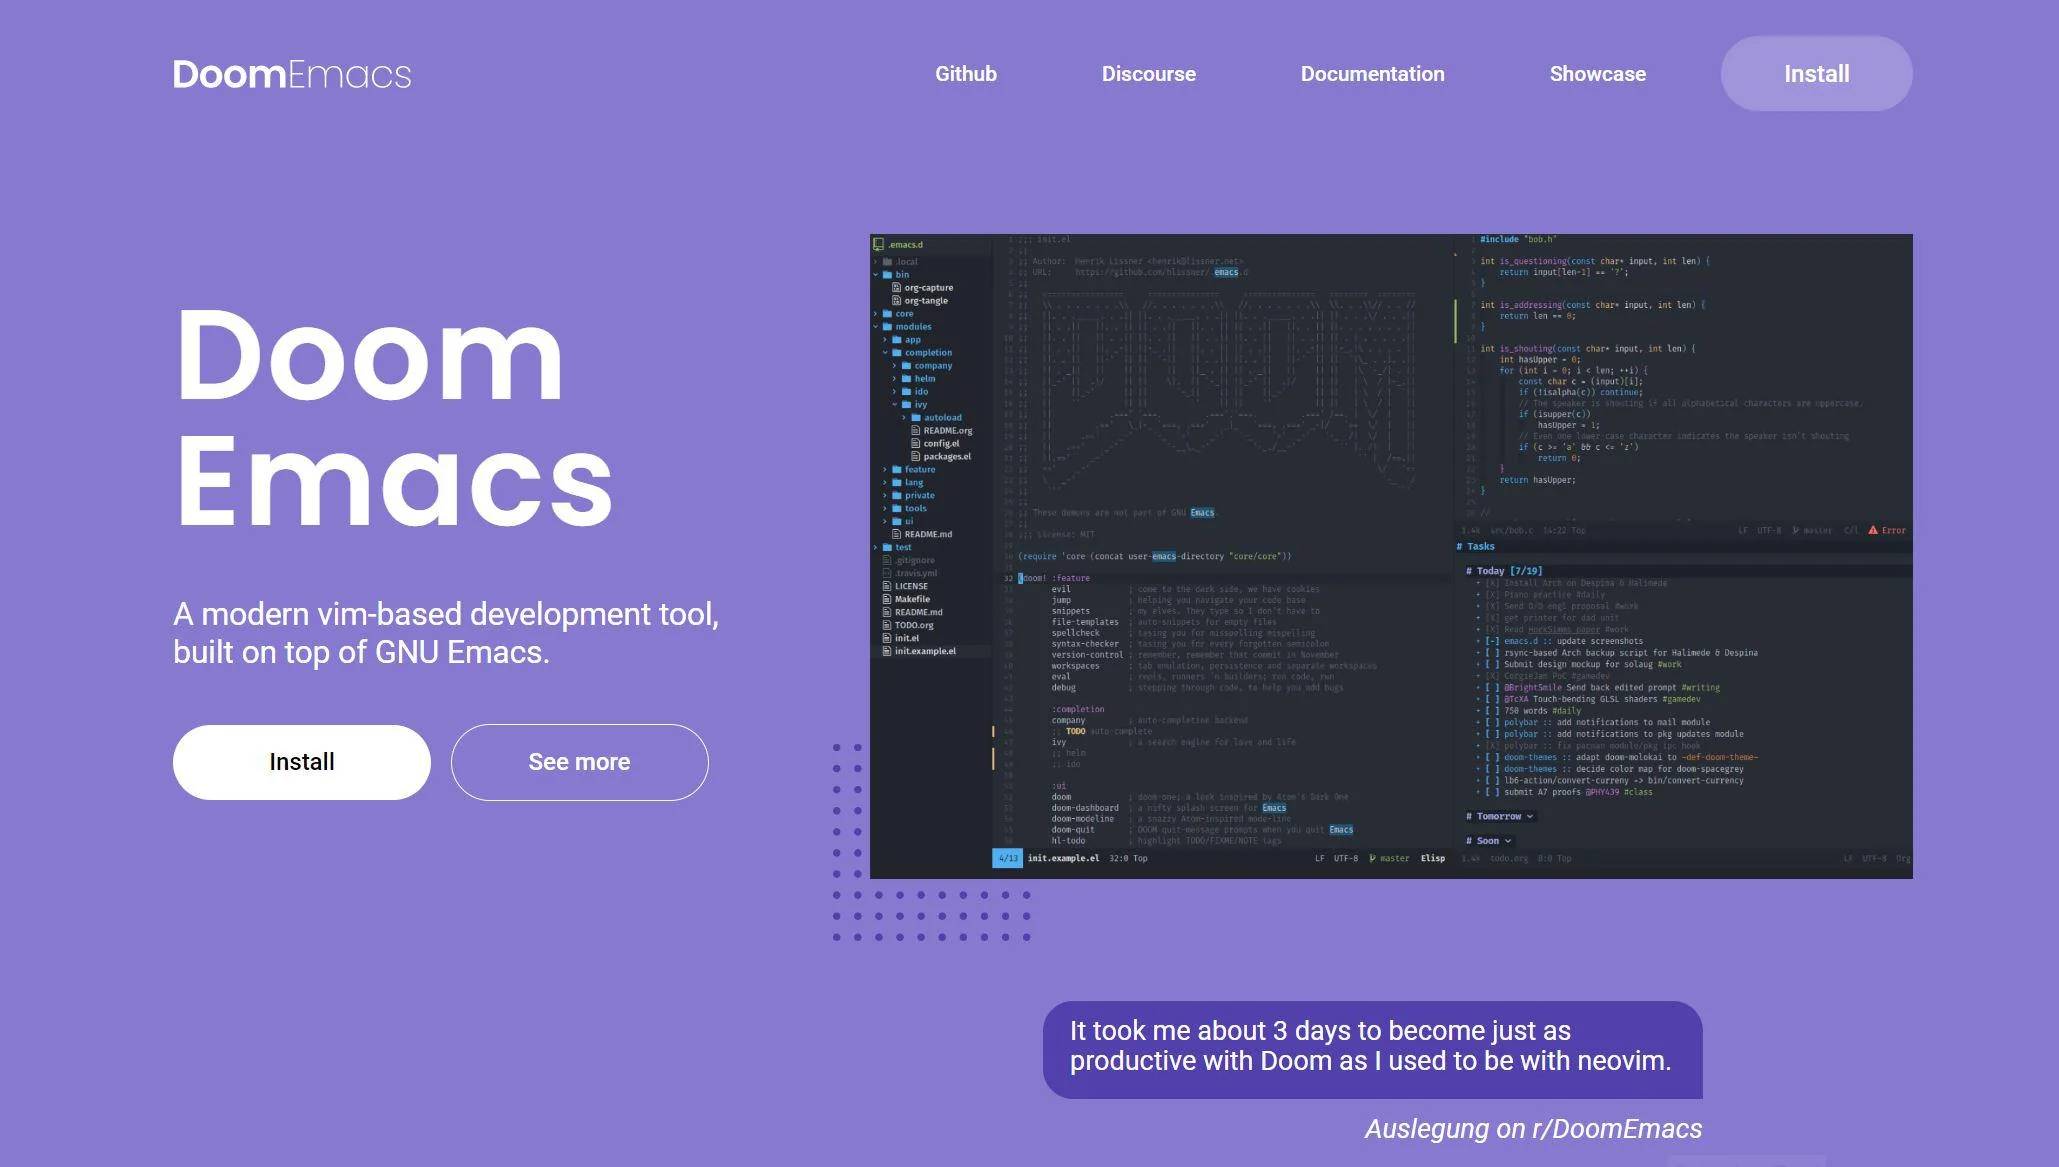 DoomEmacs
Github
Discourse
Documentation
Showcase
Install
Doom
Emacs
A modern vim-based development tool,
built on top of GNU Emacs.
Install
See more
.emacs.d
.local
bin
org-capture
org-tangle
core
modules
app
completion
company
helm
ido
ivy
autoload
README.org
config.el
packages.el
feature
lang
private
tools
ui
README.md
test
.gitignore
.travis.yml
LICENSE
Makefile
README.md
TODO.org
init.el
init.example.el
;;; init.el
;;
;; Author: Henrik Lissner <henrik@lissner.net>
;; URL: https://github.com/hlissner/.emacs.d
;; These demons are not part of GNU Emacs.
;;
;;; License: MIT
(require 'core (concat user-emacs-directory "core/core"))
32 (doom! :feature
evil ; come to the dark side, we have cookies
jump ; helping you navigate your code base
snippets ; my elves. They type so I don't have to
file-templates ; auto-snippets for empty files
spellcheck ; tasing you for misspelling mispelling
syntax-checker ; tasing you for every forgotten semicolon
version-control ; remember, remember that commit in November
workspaces ; tab emulation, persistence and separate workspaces
eval ; repls, runners 'n builders; run code, run
debug ; stepping through code, to help you add bugs
:completion
company ; auto-completion backend
;; TODO auto-complete
ivy ; a search engine for love and life
;; helm
;; ido
:ui
doom ; doom-one; a look inspired by Atom's Dark One
doom-dashboard ; a nifty splash screen for Emacs
doom-modeline ; a snazzy Atom-inspired mode-line
doom-quit ; DOOM quit-message prompts when you quit Emacs
hl-todo ; highlight TODO/FIXME/NOTE tags
4/13 init.example.el 32:0 Top LF UTF-8 master Elisp
#include "bob.h"
int is_questioning(const char* input, int len) {
return input[len-1] == '?';
}
int is_addressing(const char* input, int len) {
return len == 0;
}
int is_shouting(const char* input, int len) {
int hasUpper = 0;
for (int i = 0; i < len; ++i) {
const char c = (input)[i];
if (!isalpha(c)) continue;
// The speaker is shouting if all alphabetical characters are uppercase.
if (isupper(c))
hasUpper = 1;
// Even one lower-case character indicates the speaker isn't shouting
if (c >= 'a' && c <= 'z')
return 0;
}
return hasUpper;
}
//
1.4k src/bob.c 14:22 Top LF UTF-8 master C/l Error
# Tasks
# Today [7/19]
[X] Install Arch on Despina & Halimede
[X] Piano practice #daily
[X] Send D/D engl proposal #work
[X] get printer for dad unit
[X] Read HoekSimms paper #work
[-] emacs.d :: update screenshots
[ ] rsync-based Arch backup script for Halimede & Despina
[ ] Submit design mockup for solaug #work
[X] CorgieJam PoC #gamedev
[ ] @BrightSmile Send back edited prompt #writing
[ ] @TcXA Touch-bending GLSL shaders #gamedev
[ ] 750 words #daily
[ ] polybar :: add notifications to mail module
[ ] polybar :: add notifications to pkg updates module
[X] polybar :: fix pacman module/pkg ipc hook
[ ] doom-themes :: adapt doom-molokai to ~def-doom-theme~
[ ] doom-themes :: decide color map for doom-spacegrey
[ ] lb6-action/convert-curreny -> bin/convert-currency
[ ] submit A7 proofs @PHY439 #class
# Tomorrow
# Soon
1.4k todo.org 8:0 Top LF UTF-8 Org
It took me about 3 days to become just as
productive with Doom as I used to be with neovim.
Auslegung on r/DoomEmacs